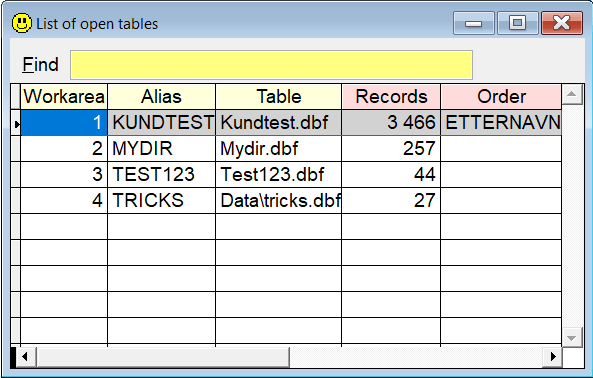 List of open tables
Find
Workarea Alias Table Records Order
1 KUNDTEST Kundtest.dbf 3 466 ETTERNAVN
2 MYDIR Mydir.dbf 257
3 TEST123 Test123.dbf 44
4 TRICKS Data\tricks.dbf 27